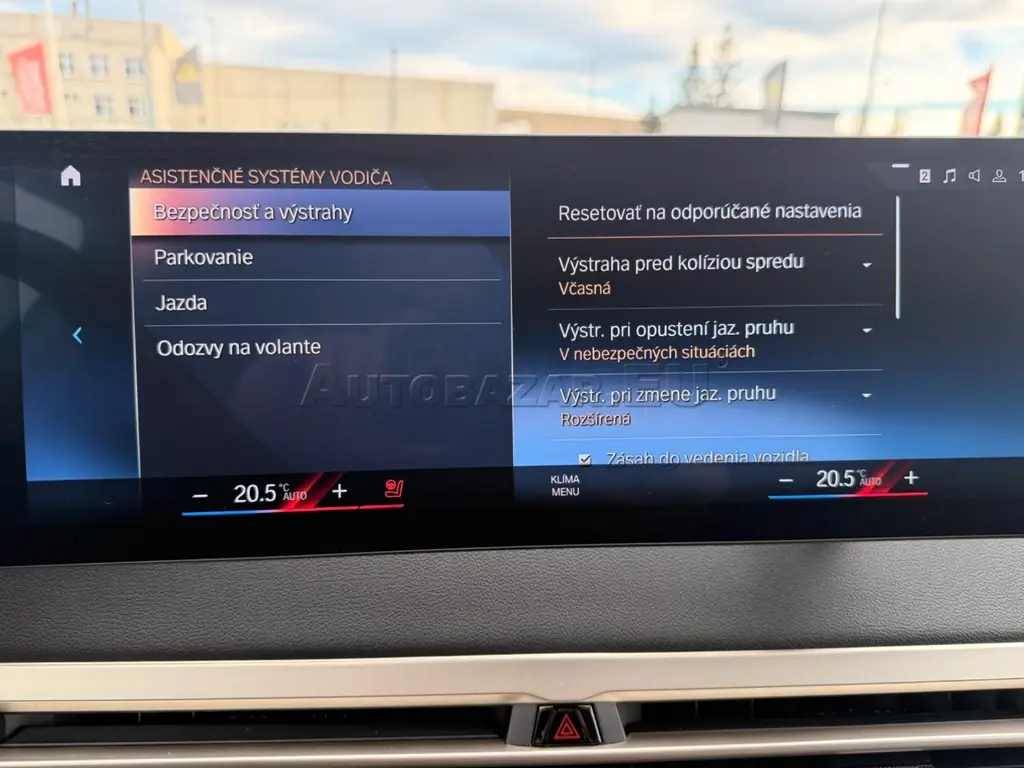 ASISTENČNÉ SYSTÉMY VODIČA
Bezpečnosť a výstrahy
Parkovanie
Jazda
Odozvy na volante
2
Resetovať na odporúčané nastavenia
Výstraha pred kolíziou spredu
Včasná
Výstr. pri opustení jaz. pruhu
V nebezpečných situáciách
Výstr. pri zmene jaz. pruhu
Rozšírená
Zásah do vedenia vozidla
AUTOBAZAR.EU
− 20.5 °C AUTO +
KLÍMA
MENU
− 20.5 °C AUTO +